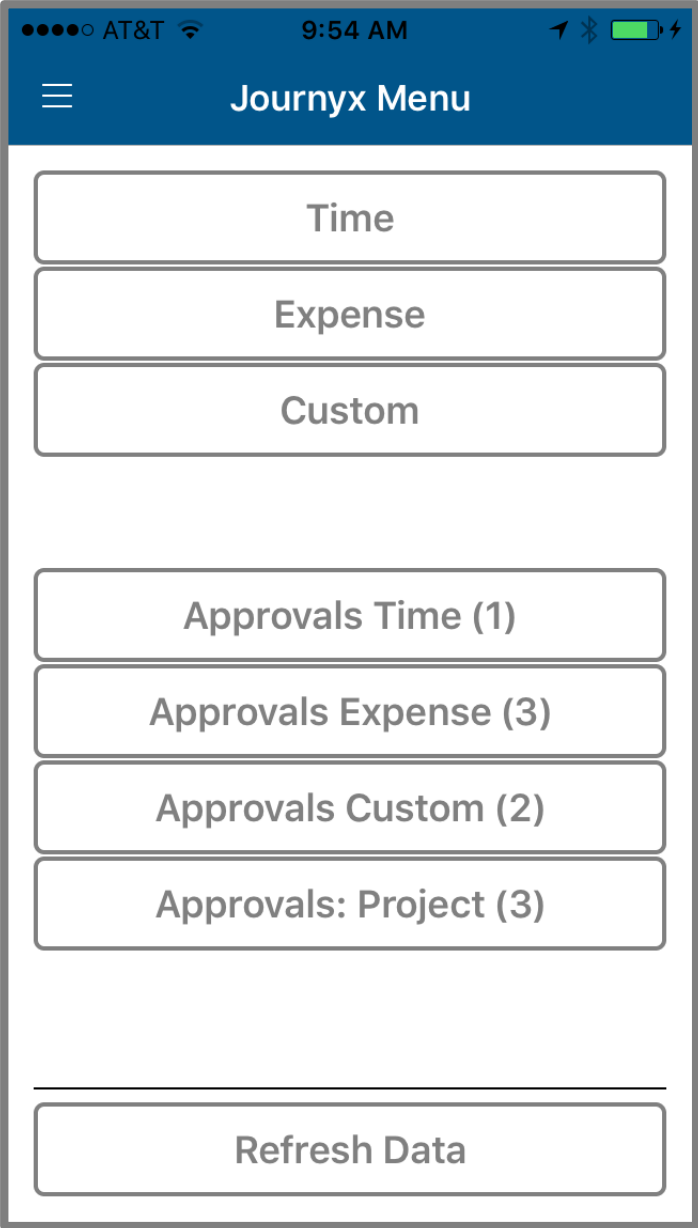 AT&T 9:54 AM
Journyx Menu
Time
Expense
Custom
Approvals Time (1)
Approvals Expense (3)
Approvals Custom (2)
Approvals: Project (3)
Refresh Data